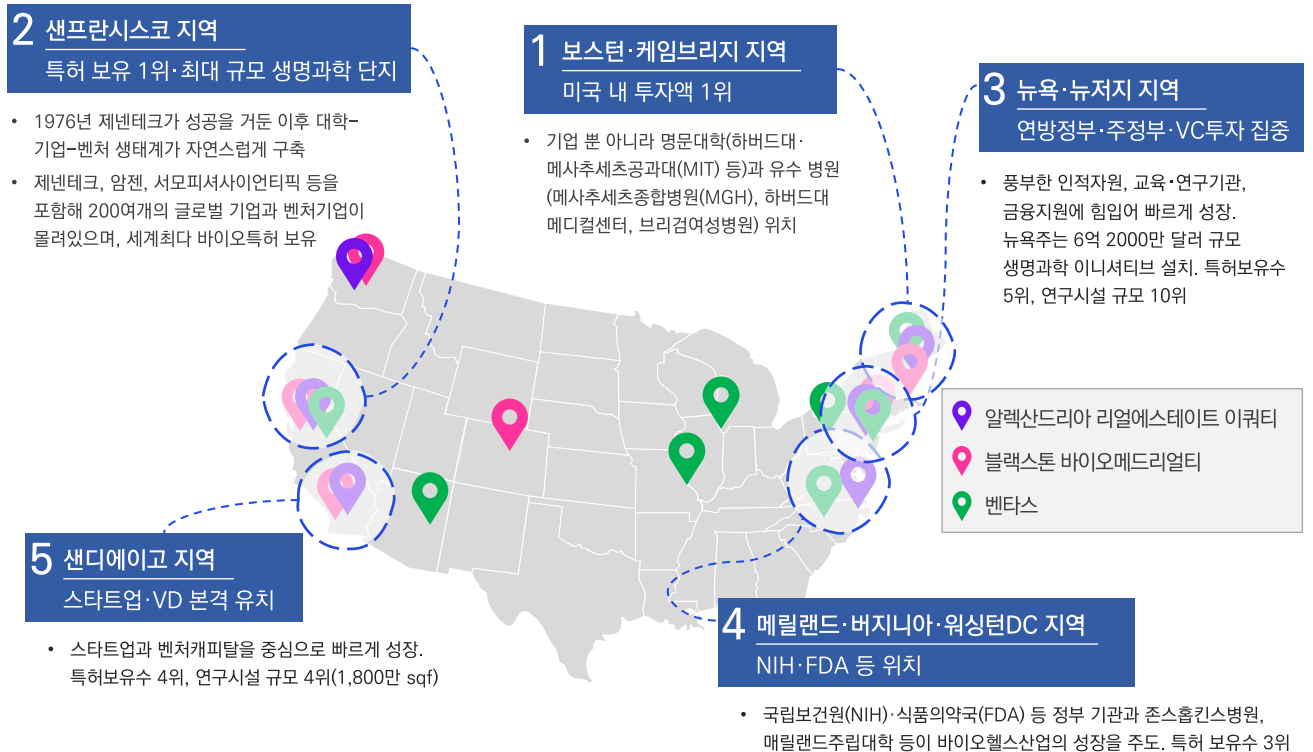 2 샌프란시스코 지역
특허 보유 1위·최대 규모 생명과학 단지
• 1976년 제넨테크가 성공을 거둔 이후 대학-
기업-벤처 생태계가 자연스럽게 구축
• 제넨테크, 암젠, 서모피셔사이언티픽 등을
포함해 200여개의 글로벌 기업과 벤처기업이
몰려있으며, 세계최다 바이오특허 보유
1 보스턴·케임브리지 지역
미국 내 투자액 1위
• 기업 뿐 아니라 명문대학(하버드대·
메사추세츠공과대(MIT) 등)과 유수 병원
(메사추세츠종합병원(MGH), 하버드대
메디컬센터, 브리검여성병원) 위치
3 뉴욕·뉴저지 지역
연방정부·주정부·VC투자 집중
• 풍부한 인적자원, 교육·연구기관,
금융지원에 힘입어 빠르게 성장.
뉴욕주는 6억 2000만 달러 규모
생명과학 이니셔티브 설치. 특허보유수
5위, 연구시설 규모 10위
알렉산드리아 리얼에스테이트 이쿼티
블랙스톤 바이오메드리얼티
벤타스
5 샌디에이고 지역
스타트업·VD 본격 유치
• 스타트업과 벤처캐피탈을 중심으로 빠르게 성장.
특허보유수 4위, 연구시설 규모 4위(1,800만 sqf)
4 메릴랜드·버지니아·워싱턴DC 지역
NIH·FDA 등 위치
• 국립보건원(NIH)·식품의약국(FDA) 등 정부 기관과 존스홉킨스병원,
매릴랜드주립대학 등이 바이오헬스산업의 성장을 주도. 특허 보유수 3위